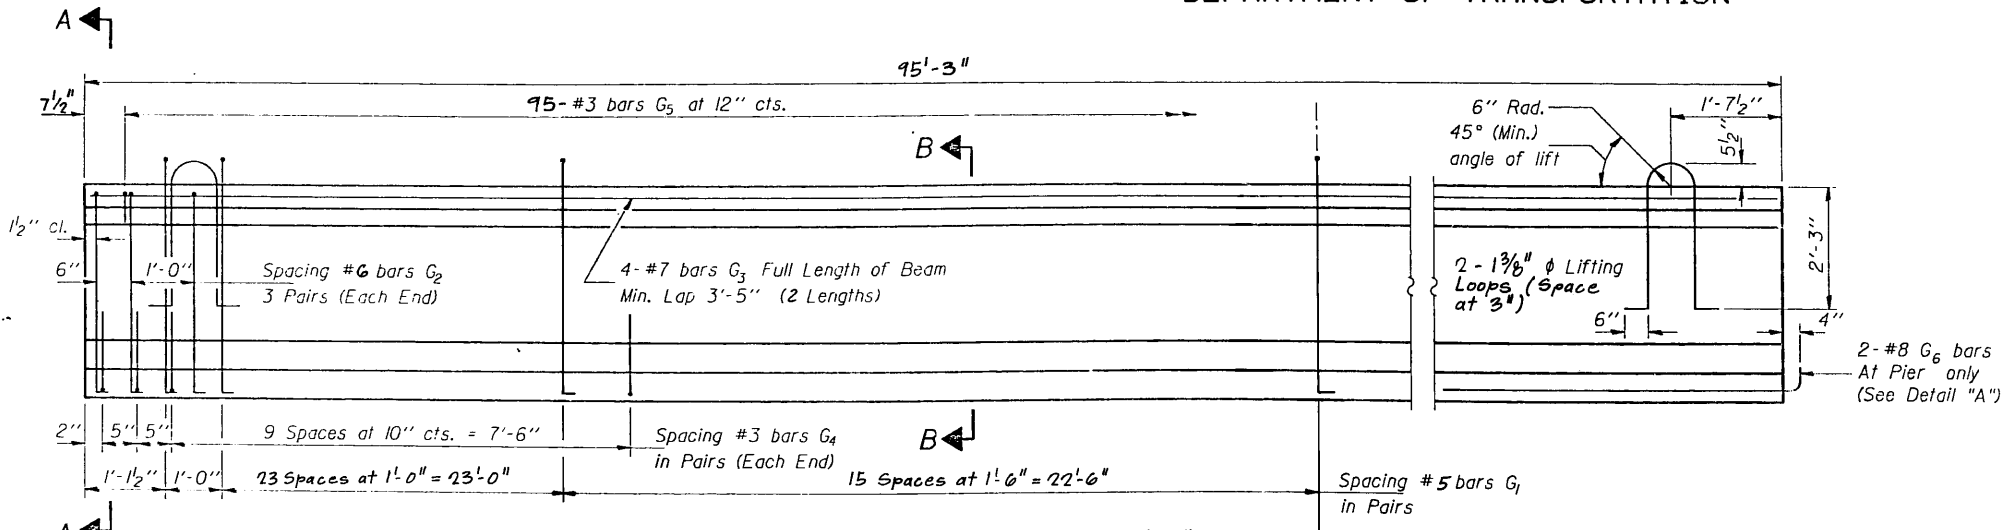 DEPARTMENT OF TRANSPORTATION
A
95'-3"
7½"
95- #3 bars G5 at 12" cts.
6" Rad.
45° (Min.)
angle of lift
1'-7½"
5½"
B
1½" cl.
6"
1'-0"
Spacing #6 bars G2
3 Pairs (Each End)
4- #7 bars G3 Full Length of Beam
Min. Lap 3'-5" (2 Lengths)
2 - 1⅜" ϕ Lifting
Loops (Space
at 3")
2'-3"
6"
4"
2- #8 G6 bars
At Pier only
(See Detail "A")
2"
5"
5"
9 Spaces at 10" cts. = 7'-6"
Spacing #3 bars G4
in Pairs (Each End)
B
1'-1½"
1'-0"
23 Spaces at 1'-0" = 23'-0"
15 Spaces at 1'-6" = 22'-6"
Spacing #5 bars G1
in Pairs
A